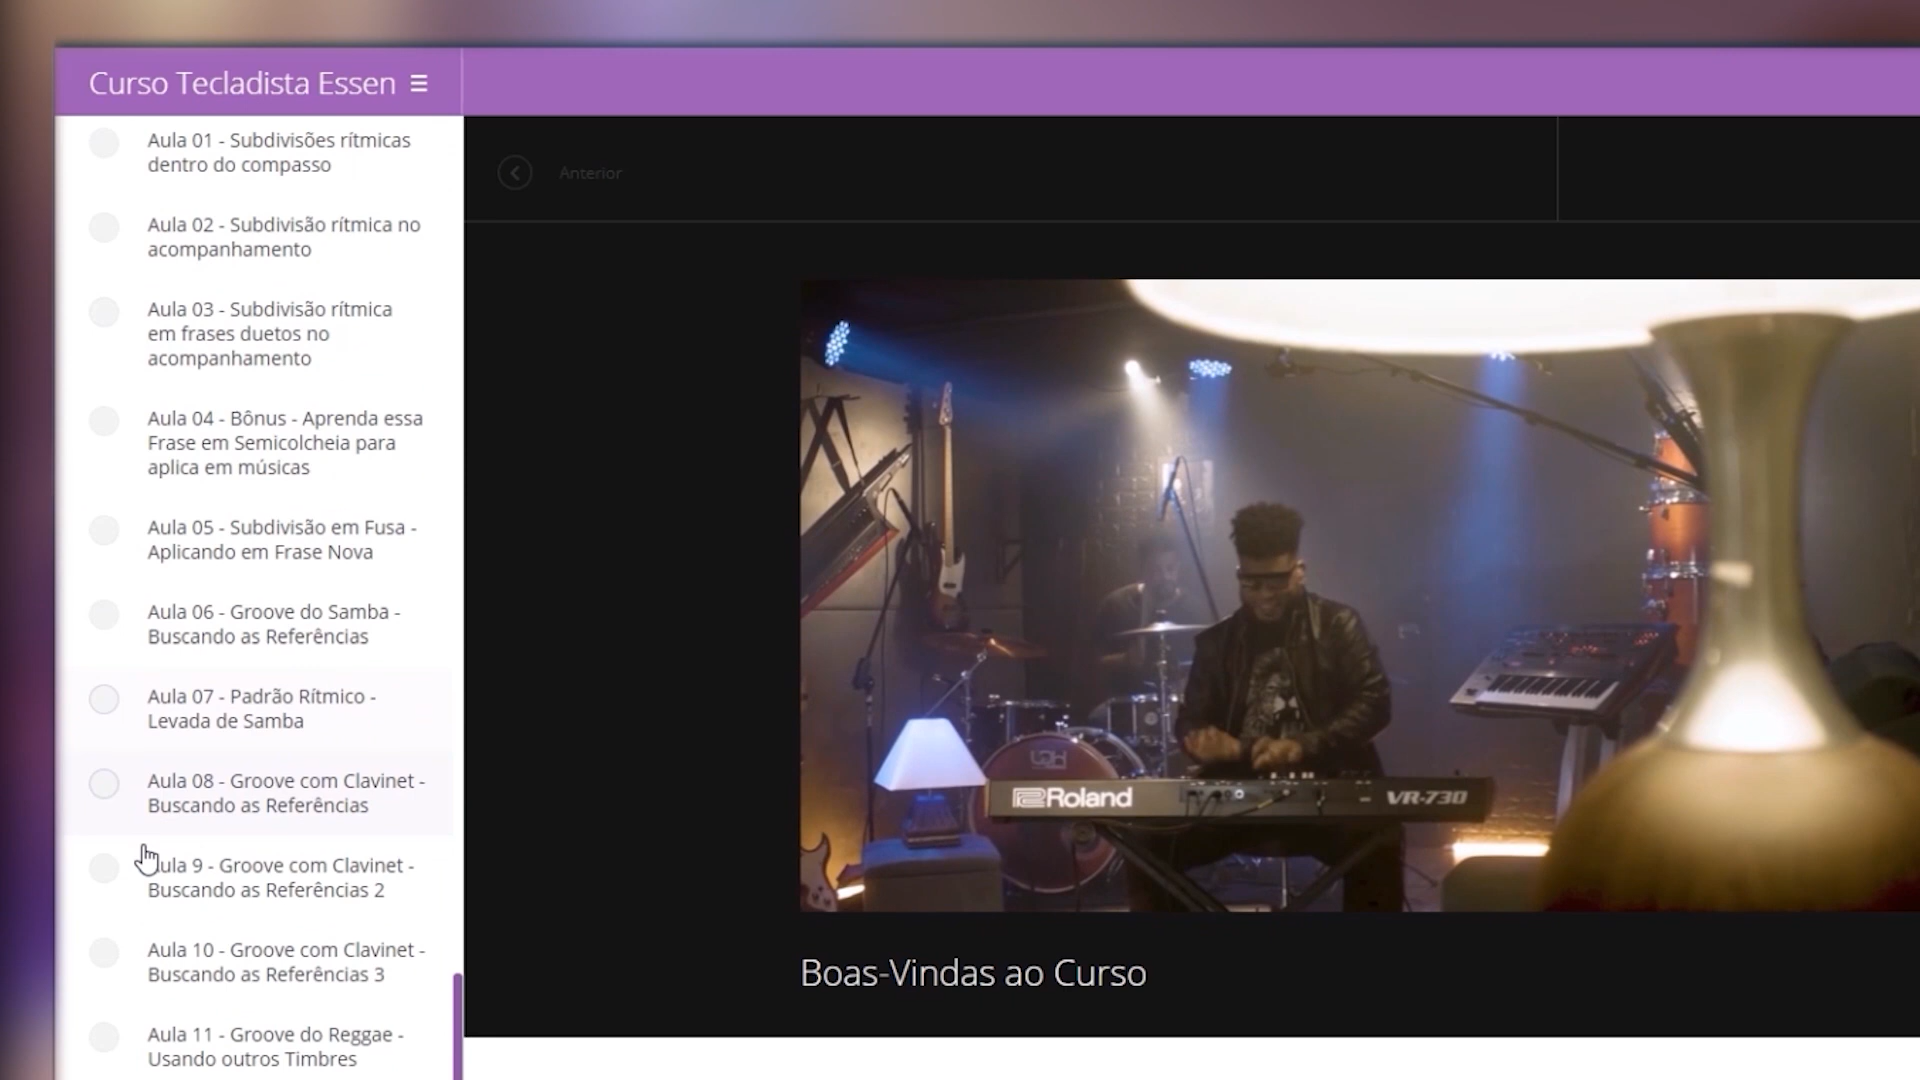 Curso Tecladista Essen
Aula 01 - Subdivisões rítmicas
dentro do compasso
Aula 02 - Subdivisão rítmica no
acompanhamento
Aula 03 - Subdivisão rítmica
em frases duetos no
acompanhamento
Aula 04 - Bônus - Aprenda essa
Frase em Semicolcheia para
aplica em músicas
Aula 05 - Subdivisão em Fusa -
Aplicando em Frase Nova
Aula 06 - Groove do Samba -
Buscando as Referências
Aula 07 - Padrão Rítmico -
Levada de Samba
Aula 08 - Groove com Clavinet -
Buscando as Referências
Aula 9 - Groove com Clavinet -
Buscando as Referências 2
Aula 10 - Groove com Clavinet -
Buscando as Referências 3
Aula 11 - Groove do Reggae -
Usando outros Timbres
Anterior
Roland
VR-730
Boas-Vindas ao Curso